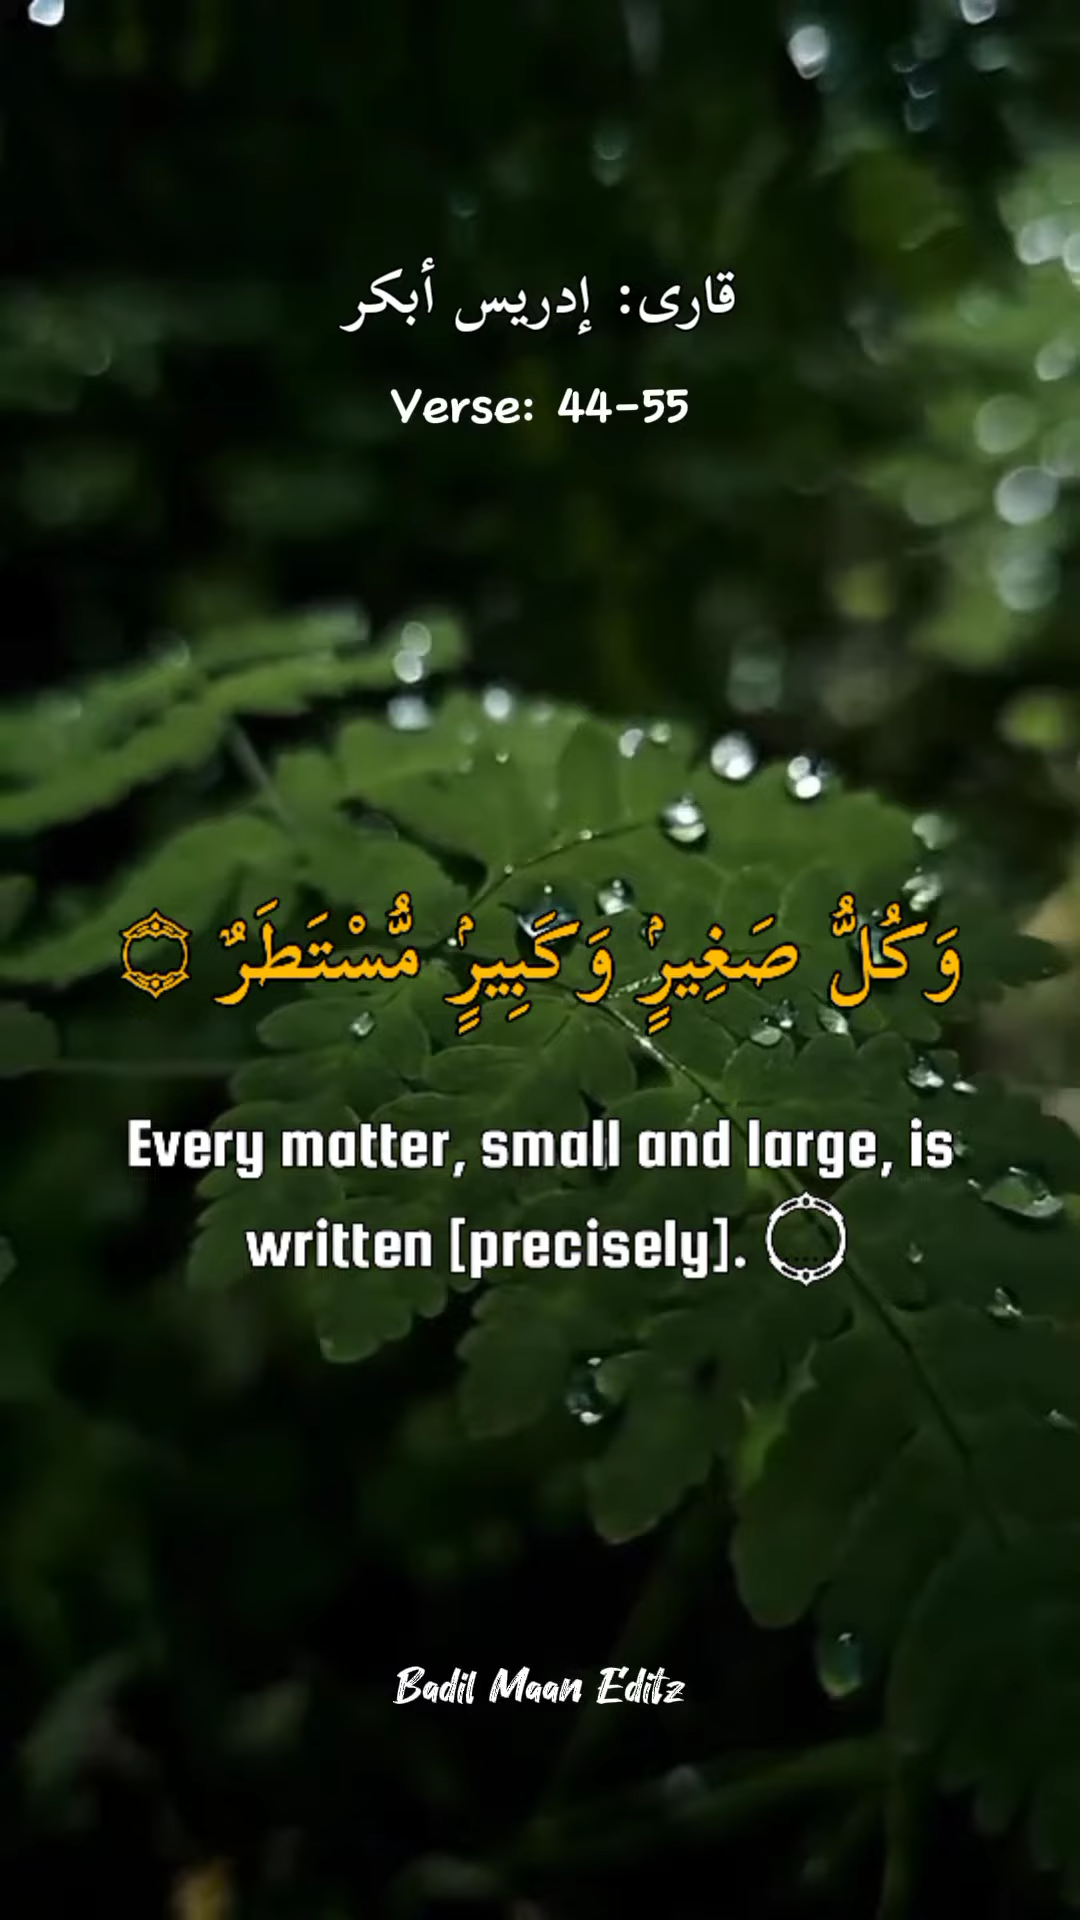 قارى: إدريس أبكر
Verse: 44-55
وَكُلُّ صَغِيرٍۢ وَكَبِيرٍۢ مُّسْتَطَرٌ ۝
Every matter, small and large, is
written [precisely]. ۝
Badil Maan Editz